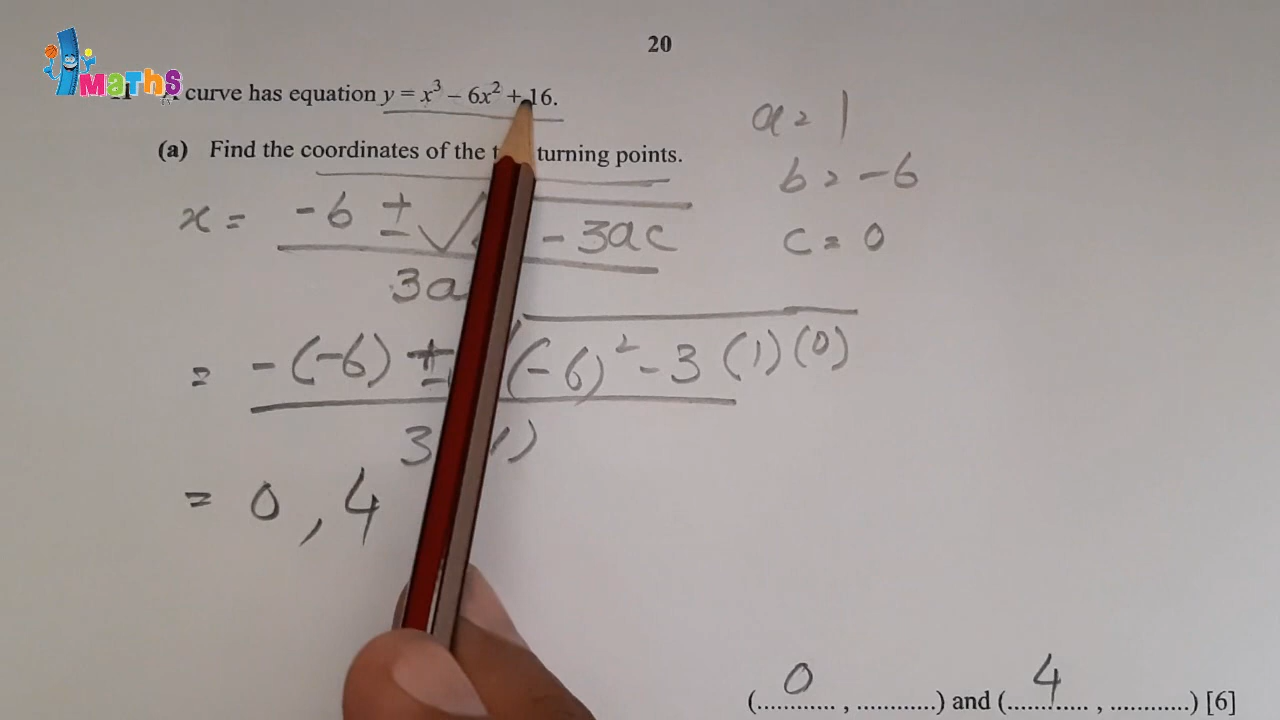 20
Maths
curve has equation y = x³ – 6x² + 16.
(a) Find the coordinates of the turning points.
a = 1
b = -6
c = 0
x = -b ± √ - 3ac
3a
= -(-6) ± (-6)² - 3 (1) (0)
3 1)
= 0 , 4
0 4
(............ , ............) and (............ , ............) [6]